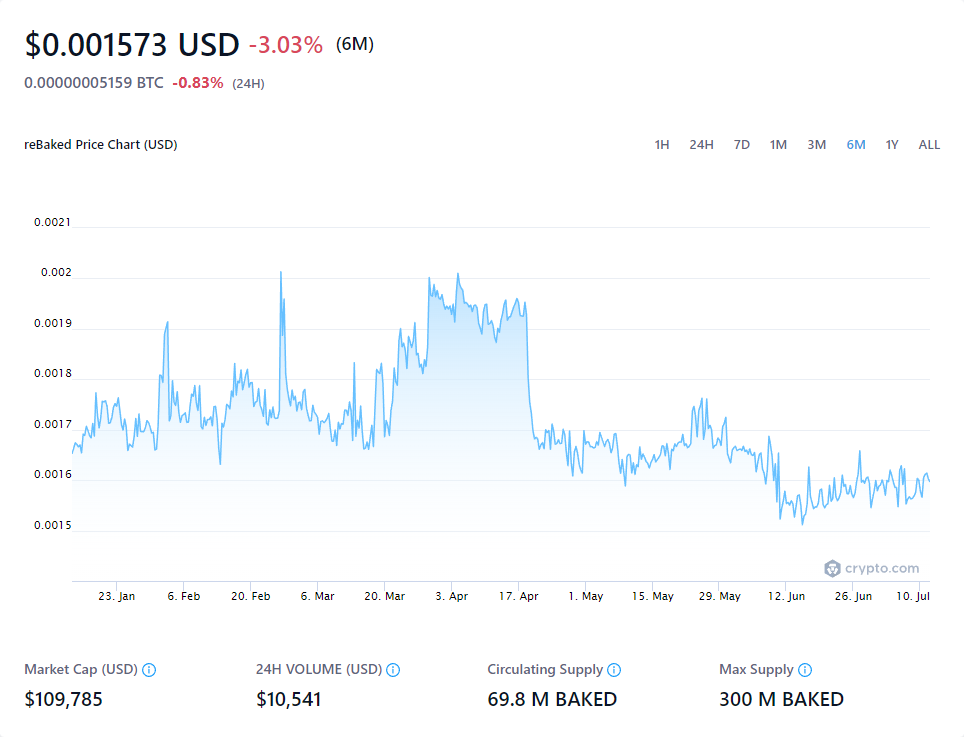 $0.001573 USD -3.03% (6M)
0.00000005159 BTC -0.83% (24H)
reBaked Price Chart (USD) 1H 24H 7D 1M 3M 6M 1Y ALL
0.0021
0.002
0.0019
0.0018
0.0017
0.0016
0.0015
crypto.com
23. Jan 6. Feb 20. Feb 6. Mar 20. Mar 3. Apr 17. Apr 1. May 15. May 29. May 12. Jun 26. Jun 10. Jul
Market Cap (USD) 24H VOLUME (USD) Circulating Supply Max Supply
$109,785 $10,541 69.8 M BAKED 300 M BAKED